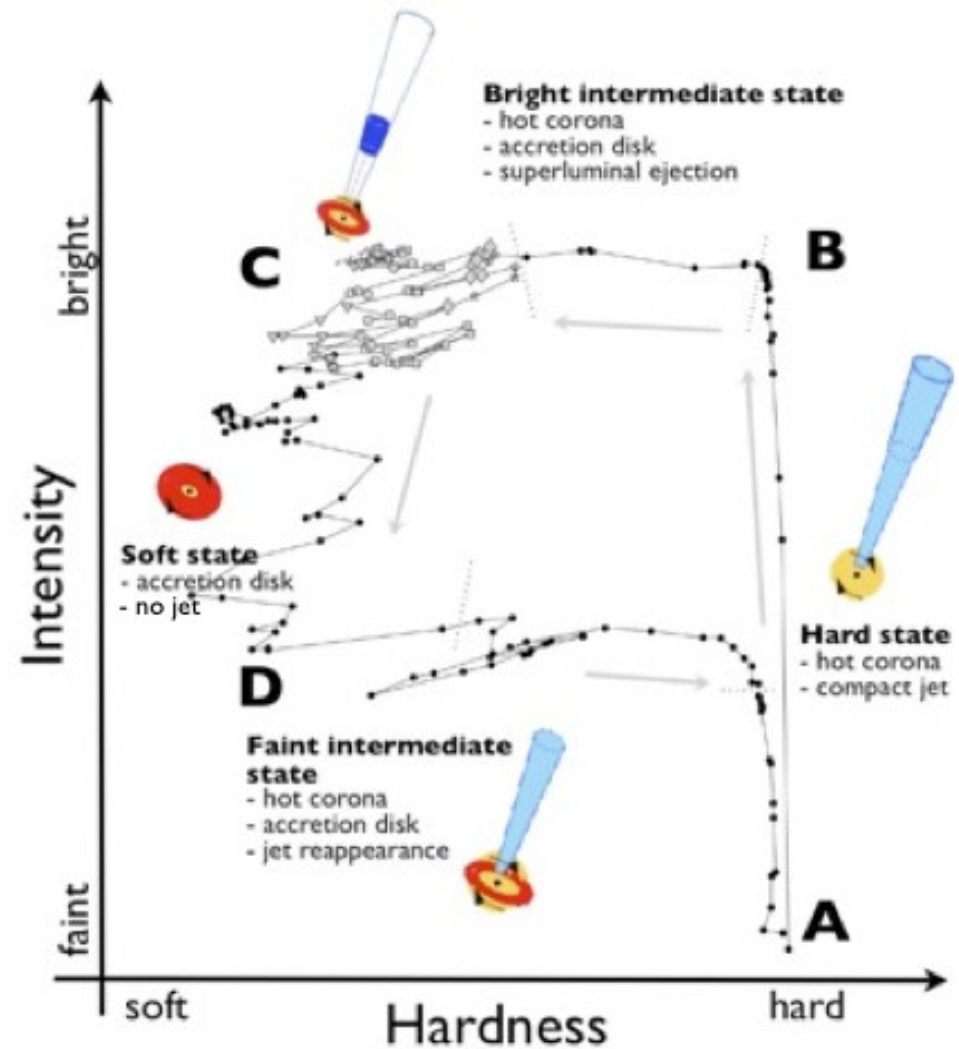 Bright intermediate state
- hot corona
- accretion disk
- superluminal ejection
bright
B
C
Intensity
Soft state
- accretion disk
- no jet
Hard state
- hot corona
- compact jet
D
Faint intermediate
state
- hot corona
- accretion disk
- jet reappearance
faint
A
soft
Hardness
hard